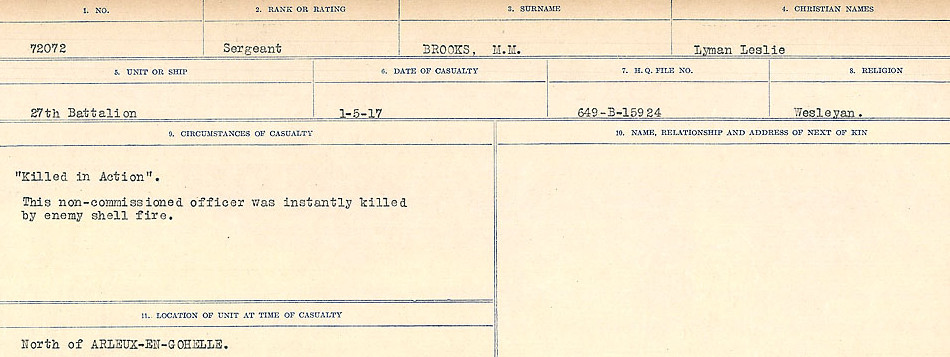 1. NO. 2. RANK OR RATING 3. SURNAME 4. CHRISTIAN NAMES
72072 Sergeant BROOKS, M.M. Lyman Leslie
5. UNIT OR SHIP 6. DATE OF CASUALTY 7. H.Q. FILE NO. 8. RELIGION
27th Battalion 1-5-17 649-B-15924 Wesleyan.
9. CIRCUMSTANCES OF CASUALTY 10. NAME, RELATIONSHIP AND ADDRESS OF NEXT OF KIN
"Killed in Action".
This non-commissioned officer was instantly killed
by enemy shell fire.
11. LOCATION OF UNIT AT TIME OF CASUALTY
North of ARLEUX-EN-GOHELLE.